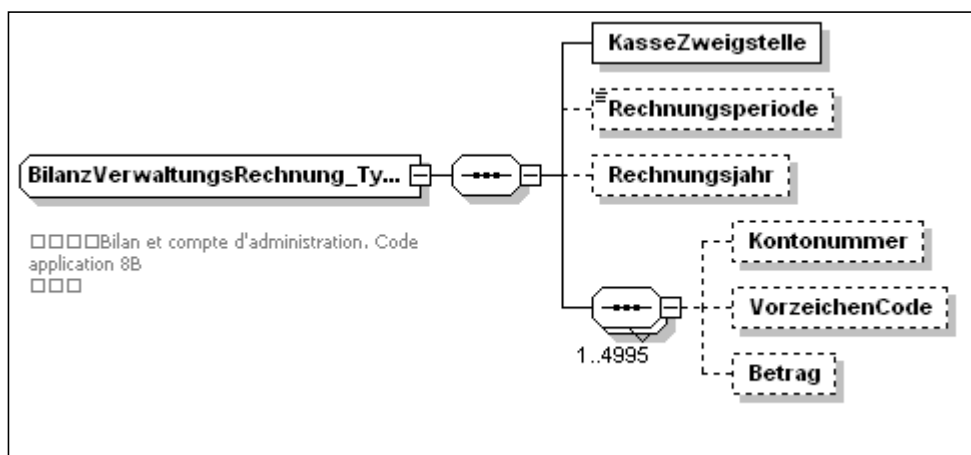 KasseZweigstelle
Rechnungsperiode
BilanzVerwaltungsRechnung_Ty...
Rechnungsjahr
□□□□Bilan et compte d'administration. Code
application 8B
□□□
Kontonummer
VorzeichenCode
1..4995
Betrag